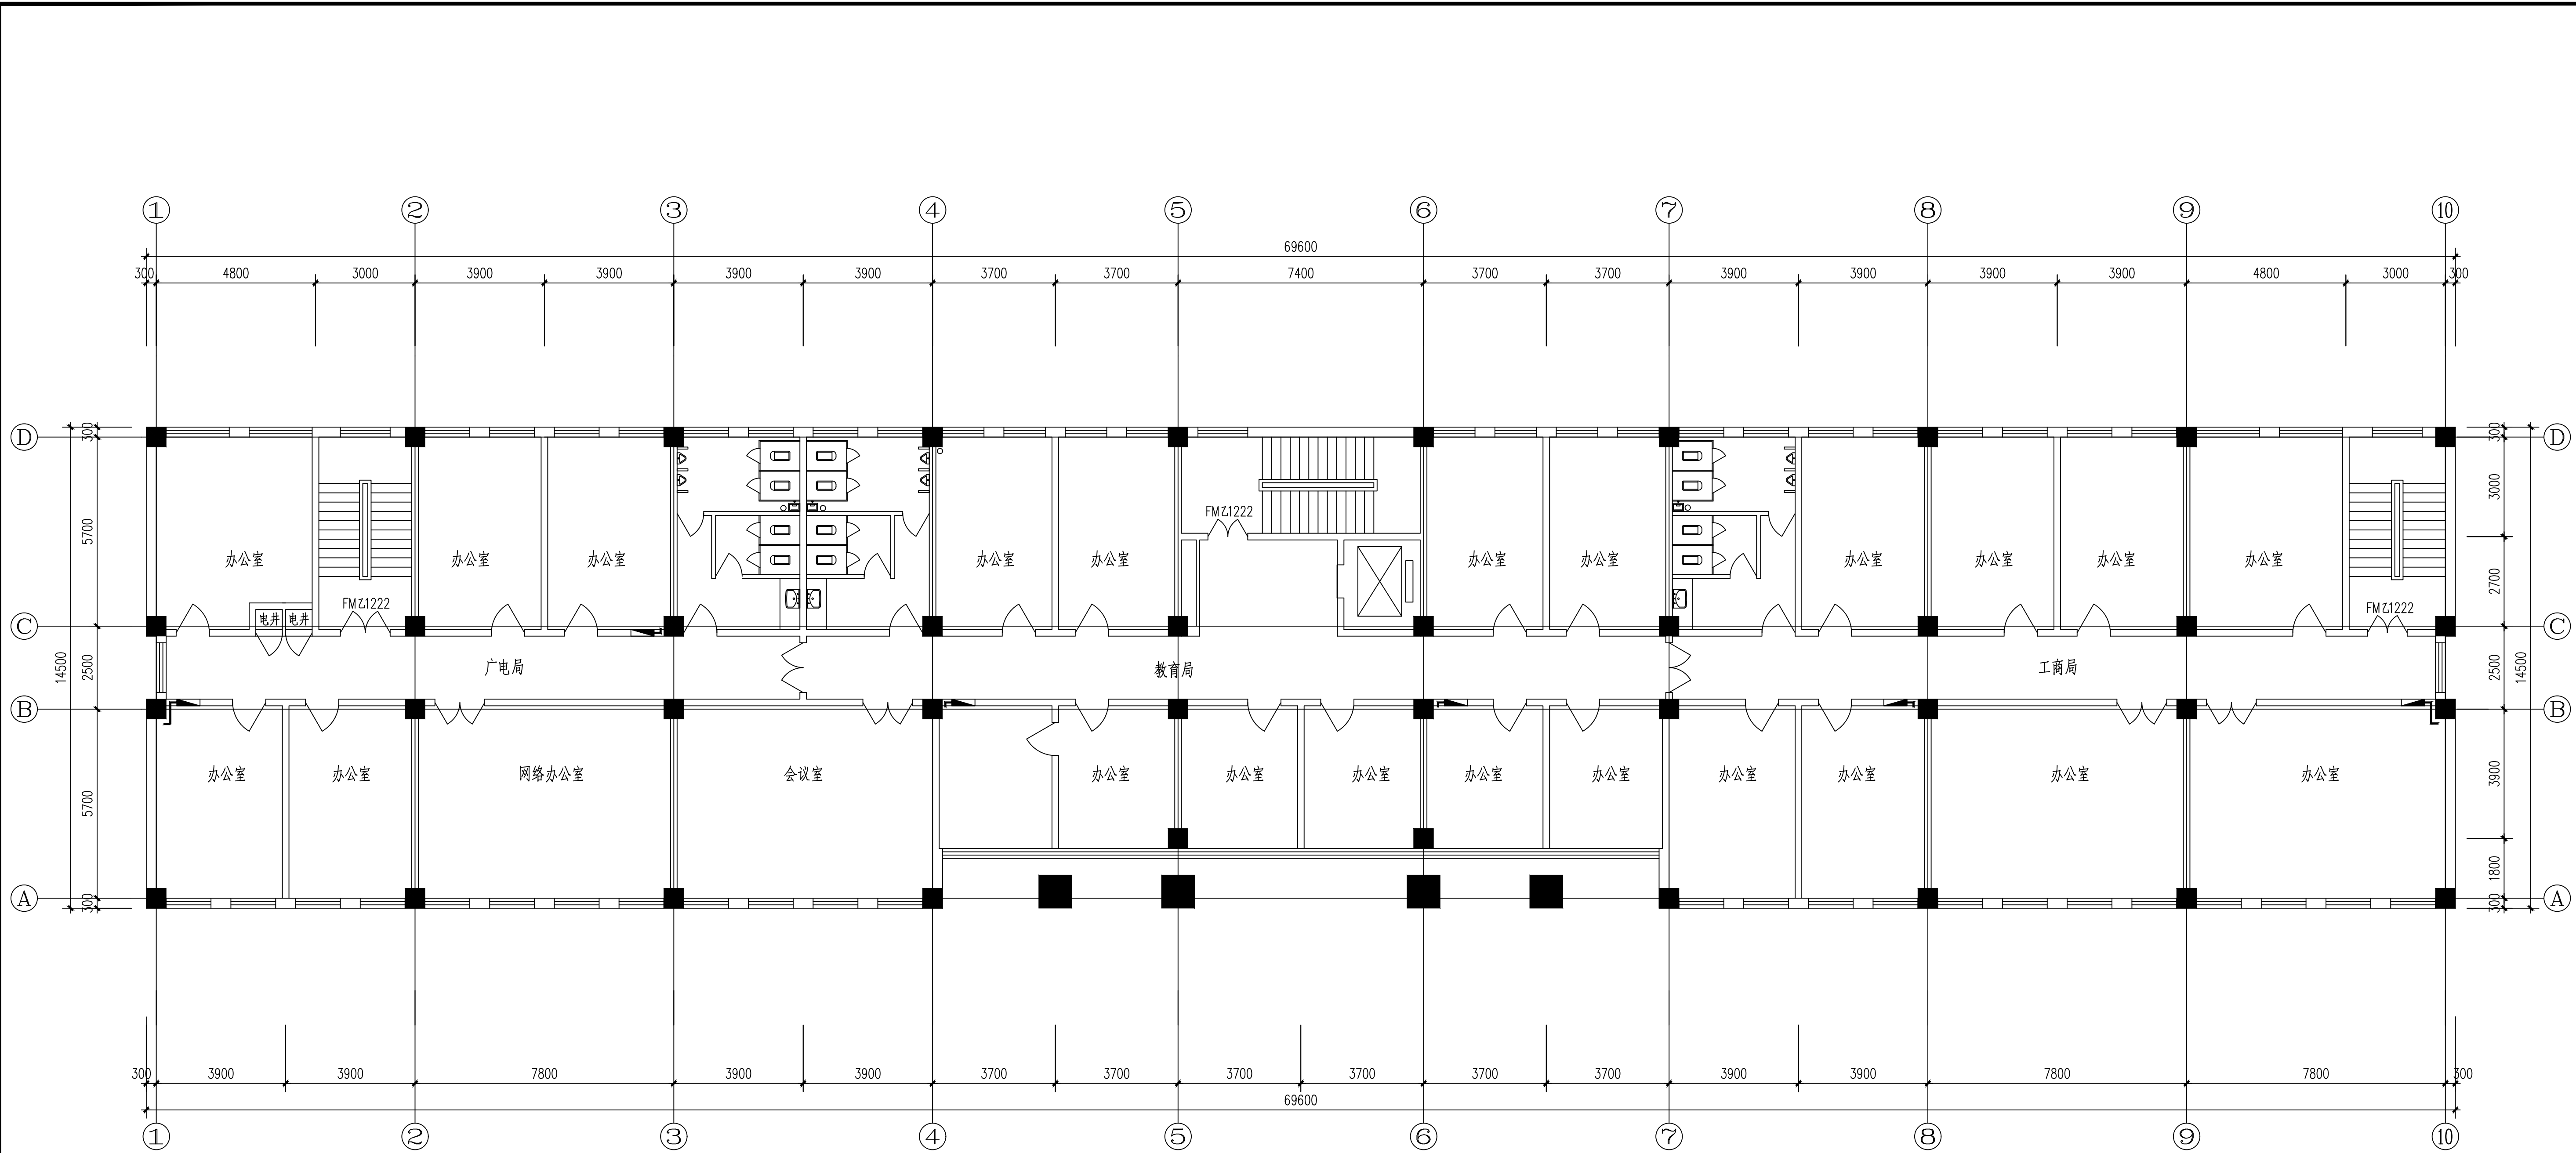 1 2 3 4 5 6 7 8 9 10
69600
300 4800 3000 3900 3900 3900 3900 3700 3700 7400 3700 3700 3900 3900 3900 3900 4800 3000 300
D 300 300 D
5700 3000
FM乙1222
办公室 办公室 办公室 办公室 办公室 办公室 办公室 办公室 办公室 办公室 办公室
2700
电井 电井 FM乙1222 FM乙1222
C C
14500 2500 广电局 教育局 工商局 2500 14500
B B
5700 办公室 办公室 网络办公室 会议室 办公室 办公室 办公室 办公室 办公室 办公室 办公室 办公室 办公室 3900
1800
A 300 300 A
300 3900 3900 7800 3900 3900 3700 3700 3700 3700 3700 3700 3900 3900 7800 7800 300
69600
1 2 3 4 5 6 7 8 9 10